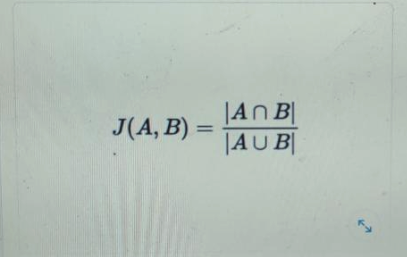 J(A, B) = |A ∩ B| / |A ∪ B|